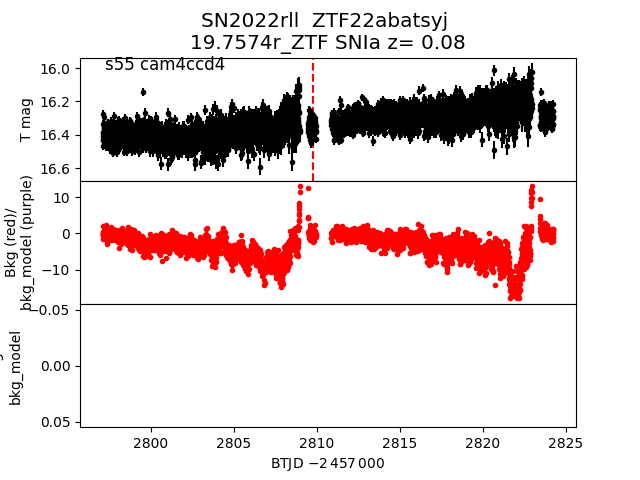 SN2022rll  ZTF22abatsyj
19.7574r_ZTF SNIa z= 0.08
s55 cam4ccd4
16.0
16.2
16.4
16.6
T mag
10
0
−10
Bkg (red)/
bkg_model (purple)
−0.05
0.00
0.05
bkg_model
2800
2805
2810
2815
2820
2825
BTJD −2 457 000